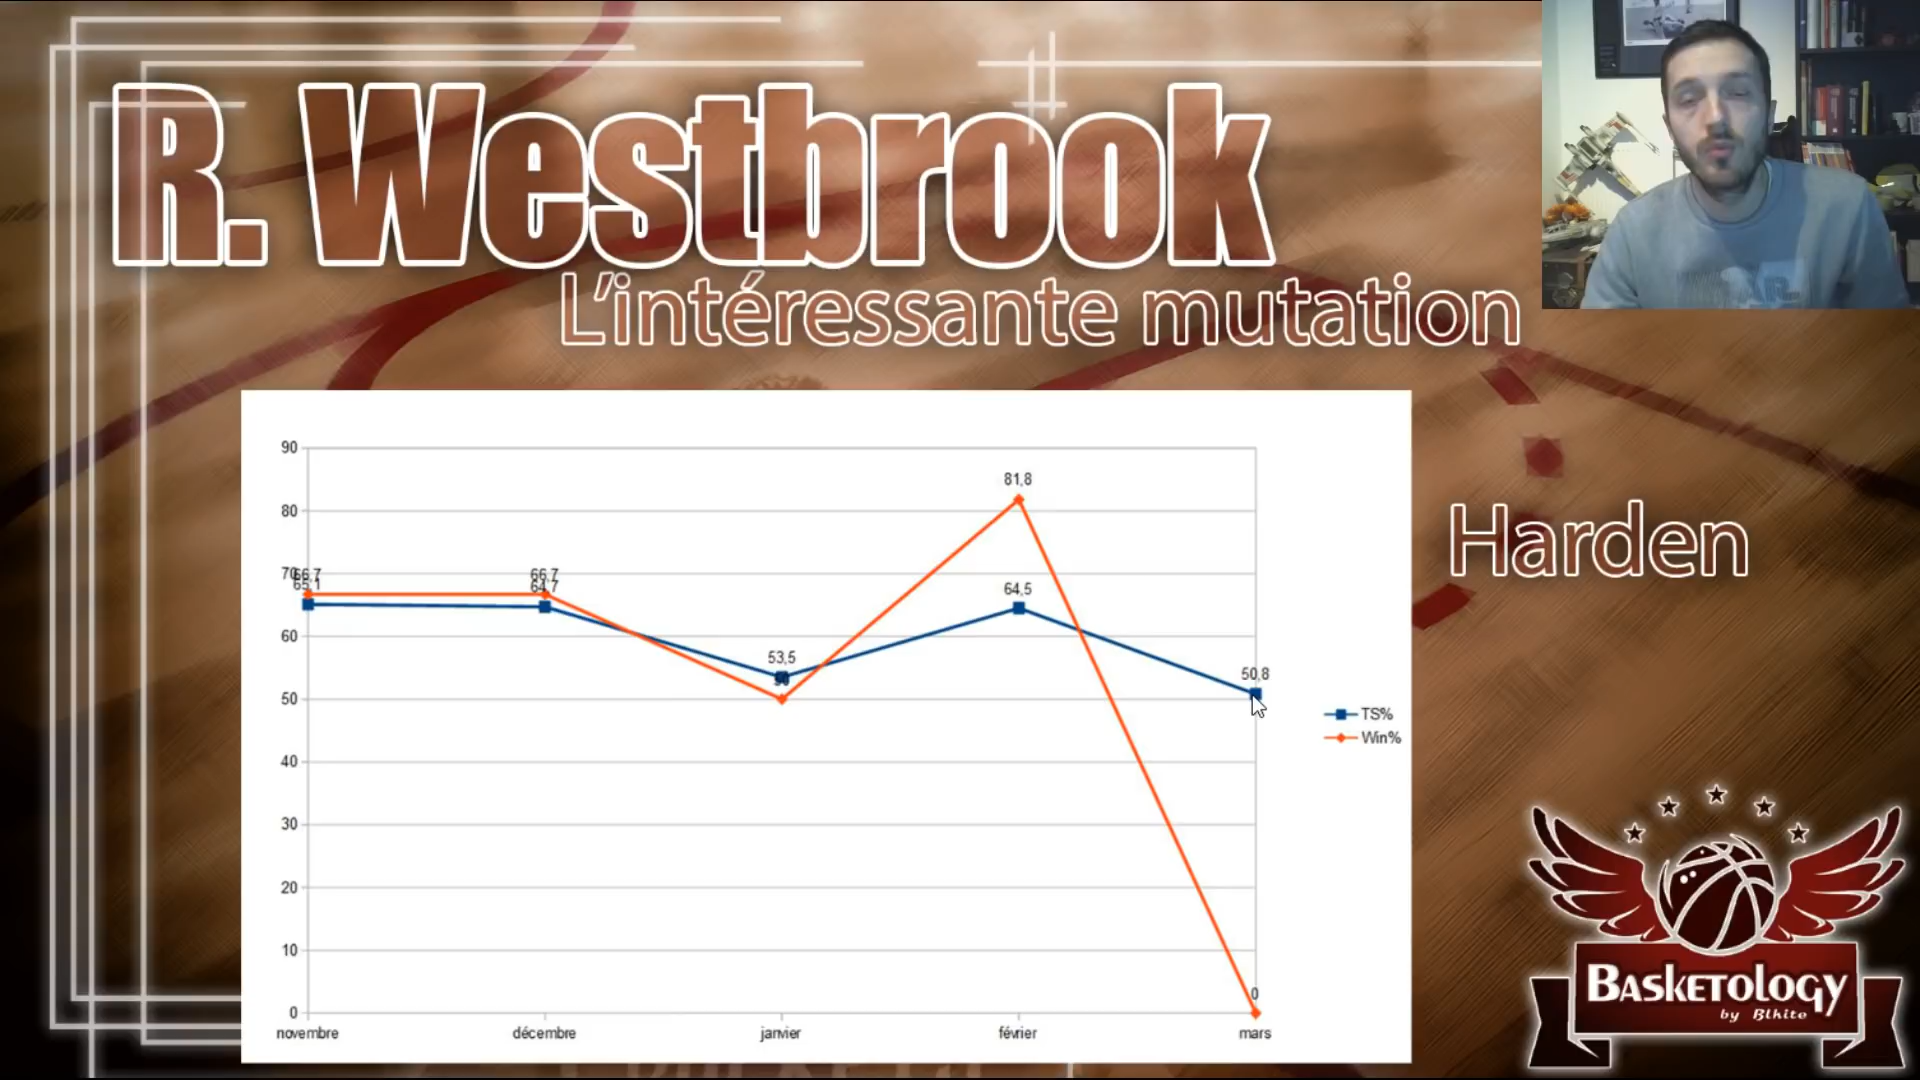 R. Westbrook
L'intéressante mutation
Harden
90
80
70
60
50
40
30
20
10
0
66,7
65,1
66,7
64,7
53,5
50
81,8
64,5
50,8
0
novembre
décembre
janvier
février
mars
TS%
Win%
BASKETOLOGY
by Blhite